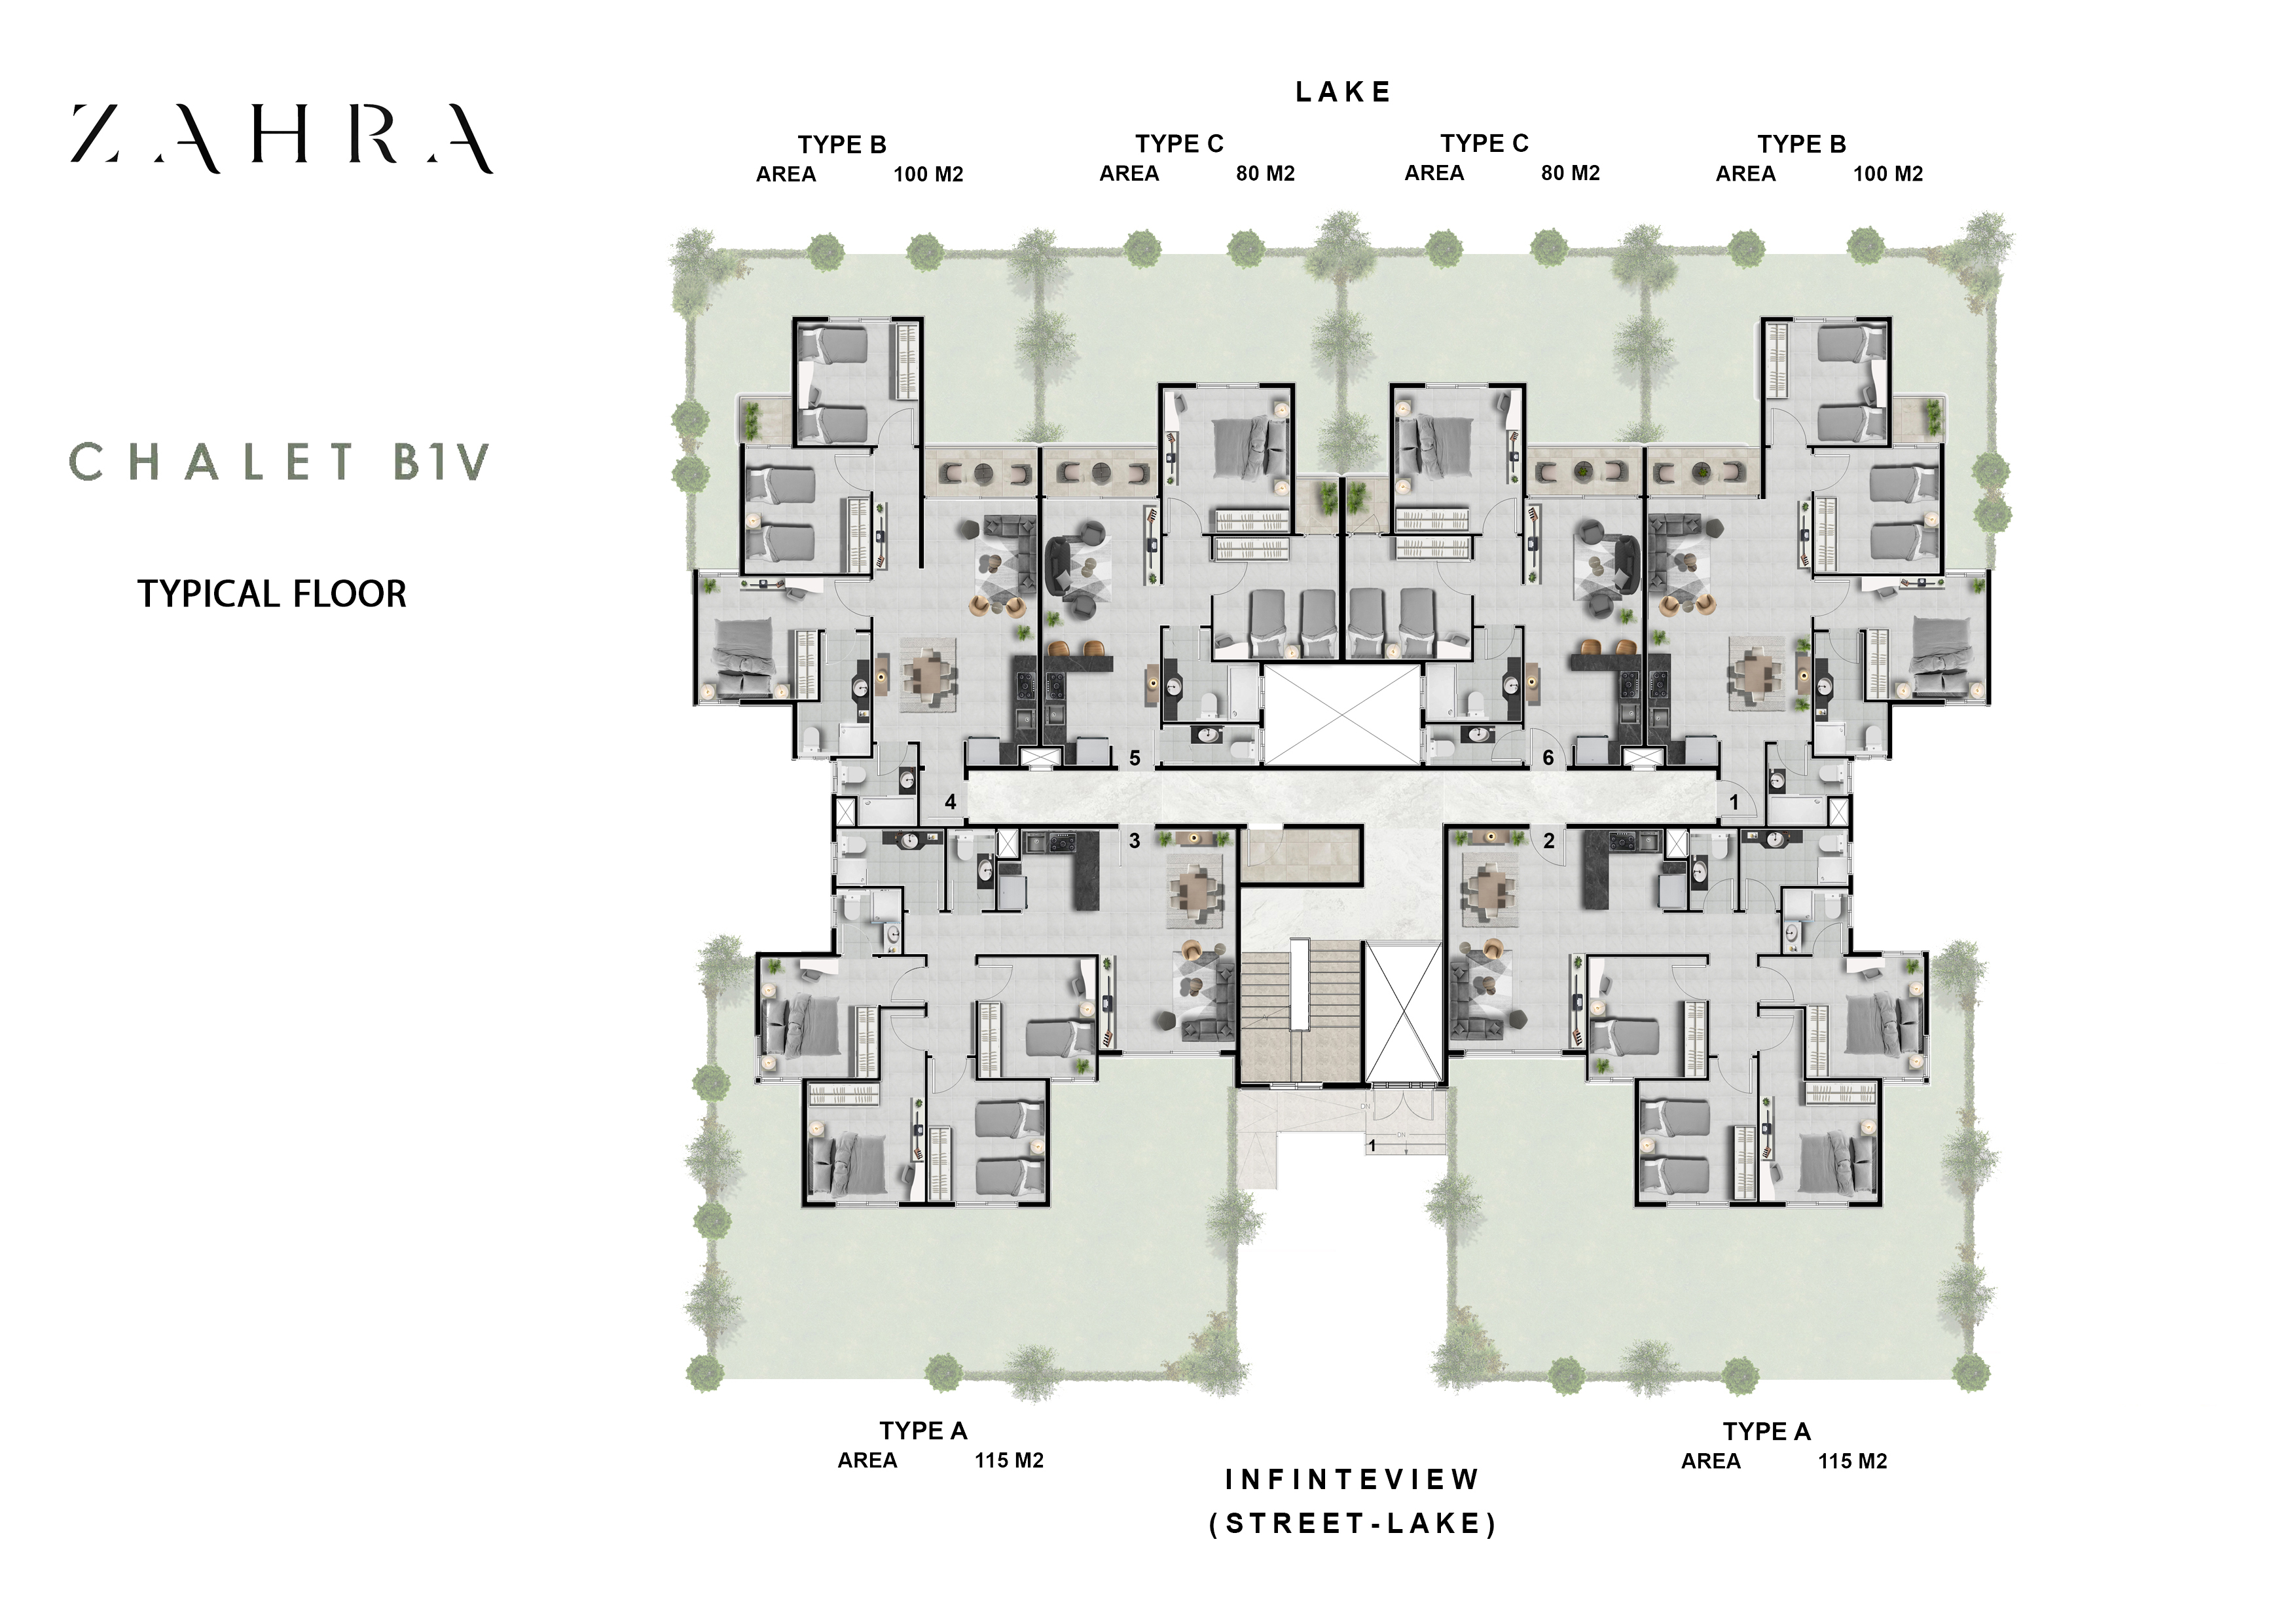 ZAHRA
LAKE
TYPE B
AREA 100 M2
TYPE C
AREA 80 M2
TYPE C
AREA 80 M2
TYPE B
AREA 100 M2
CHALET B1V
TYPICAL FLOOR
5
6
4
1
3
2
DN
DN
1
TYPE A
AREA 115 M2
TYPE A
AREA 115 M2
INFINTEVIEW
(STREET-LAKE)